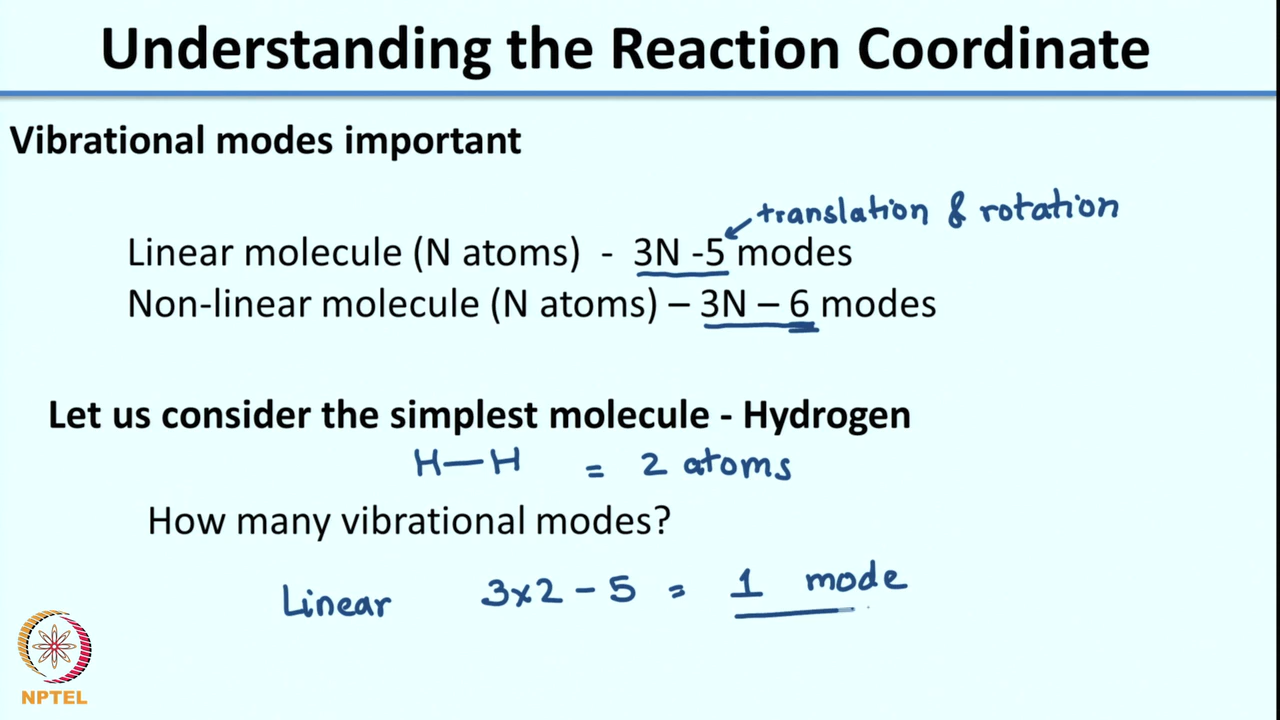 Understanding the Reaction Coordinate
Vibrational modes important
translation & rotation
Linear molecule (N atoms) - 3N -5 modes
Non-linear molecule (N atoms) – 3N – 6 modes
Let us consider the simplest molecule - Hydrogen
H—H = 2 atoms
How many vibrational modes?
Linear 3x2 - 5 = 1 mode
NPTEL